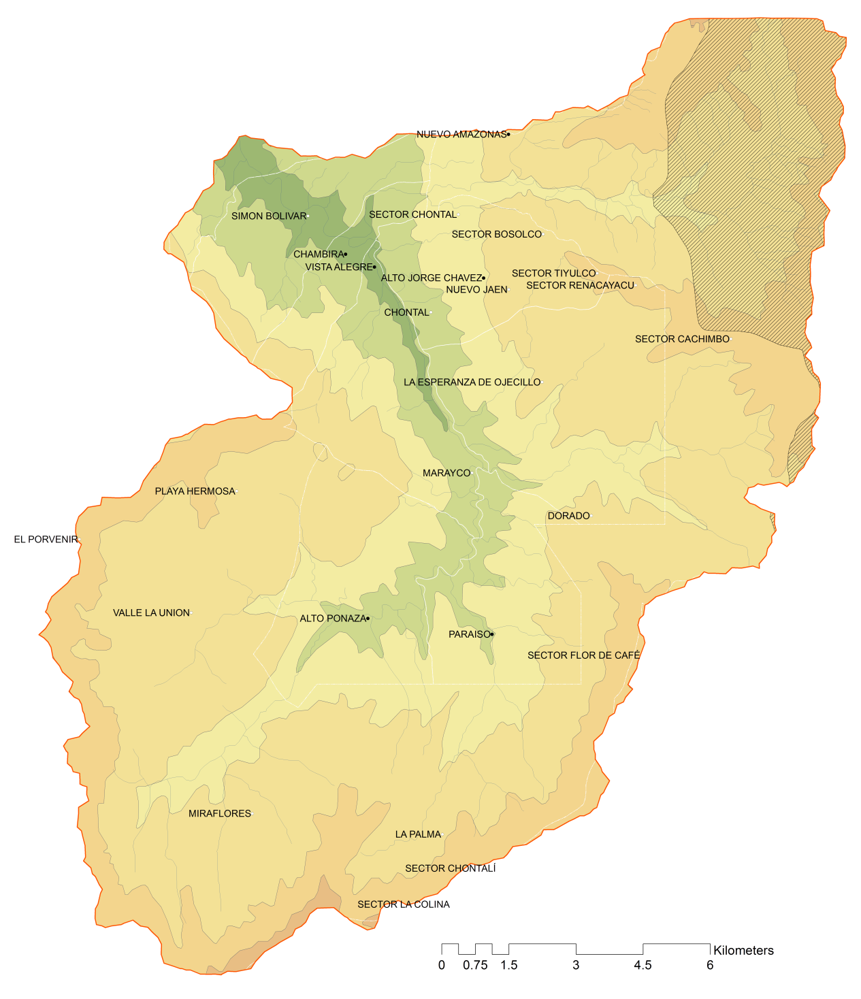 NUEVO AMAZONAS
SIMON BOLIVAR
SECTOR CHONTAL
SECTOR BOSOLCO
CHAMBIRA
VISTA ALEGRE
SECTOR TIYULCO
ALTO JORGE CHAVEZ
SECTOR RENACAYACU
NUEVO JAEN
CHONTAL
SECTOR CACHIMBO
LA ESPERANZA DE OJECILLO
MARAYCO
PLAYA HERMOSA
DORADO
EL PORVENIR
VALLE LA UNION
ALTO PONAZA
PARAISO
SECTOR FLOR DE CAFÉ
MIRAFLORES
LA PALMA
SECTOR CHONTALÍ
SECTOR LA COLINA
Kilometers
0 0.75 1.5 3 4.5 6